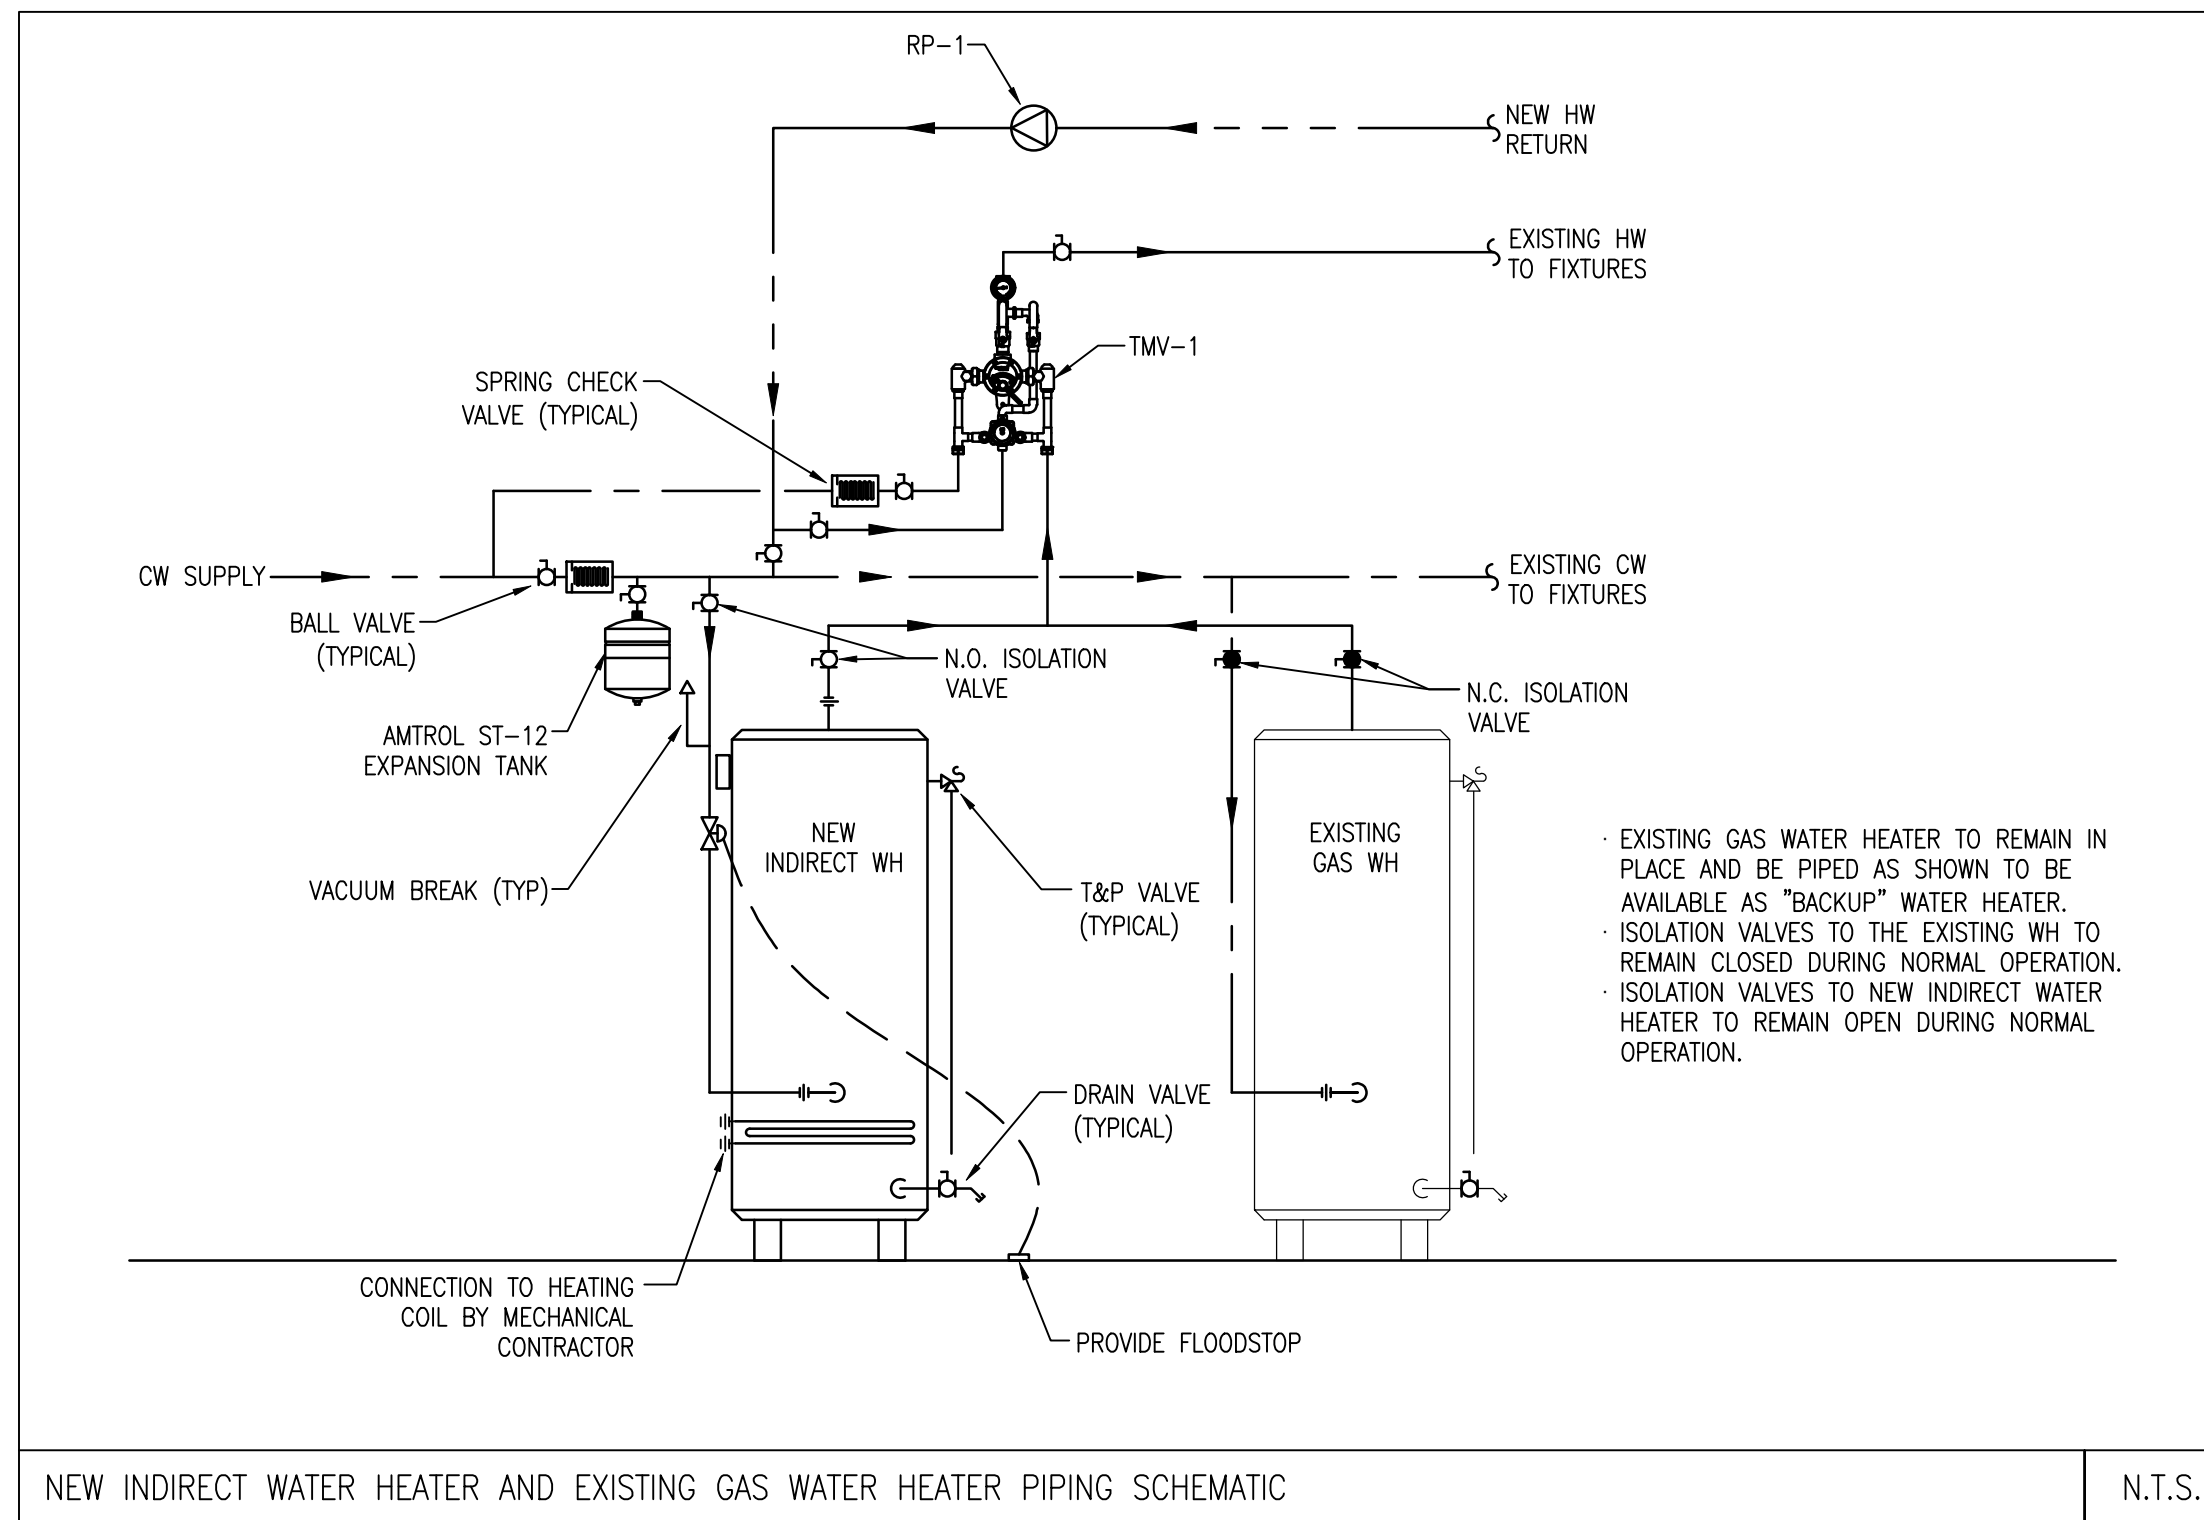 RP-1
NEW HW
RETURN
EXISTING HW
TO FIXTURES
TMV-1
SPRING CHECK
VALVE (TYPICAL)
CW SUPPLY
EXISTING CW
TO FIXTURES
BALL VALVE
(TYPICAL)
N.O. ISOLATION
VALVE
N.C. ISOLATION
VALVE
AMTROL ST-12
EXPANSION TANK
NEW
INDIRECT WH
EXISTING
GAS WH
VACUUM BREAK (TYP)
T&P VALVE
(TYPICAL)
· EXISTING GAS WATER HEATER TO REMAIN IN
PLACE AND BE PIPED AS SHOWN TO BE
AVAILABLE AS "BACKUP" WATER HEATER.
· ISOLATION VALVES TO THE EXISTING WH TO
REMAIN CLOSED DURING NORMAL OPERATION.
· ISOLATION VALVES TO NEW INDIRECT WATER
HEATER TO REMAIN OPEN DURING NORMAL
OPERATION.
DRAIN VALVE
(TYPICAL)
CONNECTION TO HEATING
COIL BY MECHANICAL
CONTRACTOR
PROVIDE FLOODSTOP
NEW INDIRECT WATER HEATER AND EXISTING GAS WATER HEATER PIPING SCHEMATIC
N.T.S.